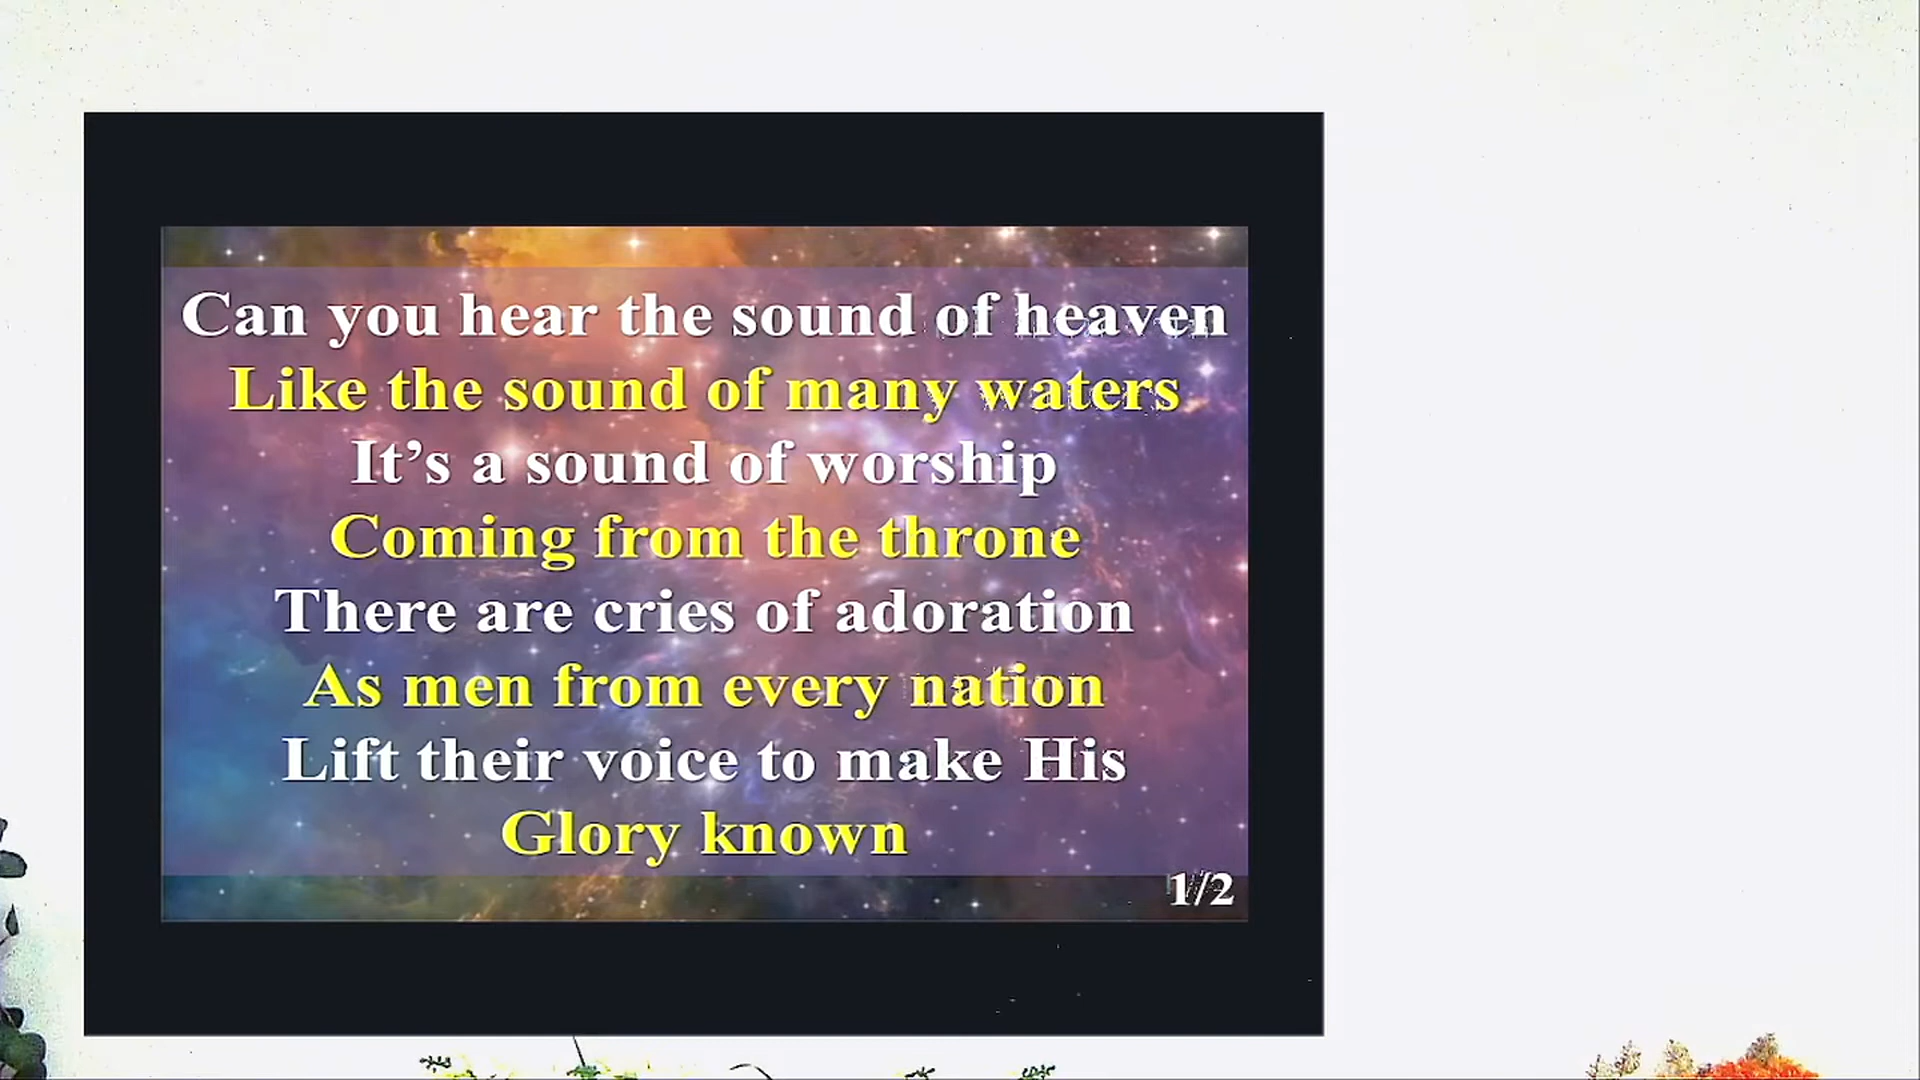 Can you hear the sound of heaven
Like the sound of many waters
It’s a sound of worship
Coming from the throne
There are cries of adoration
As men from every nation
Lift their voice to make His
Glory known
1/2